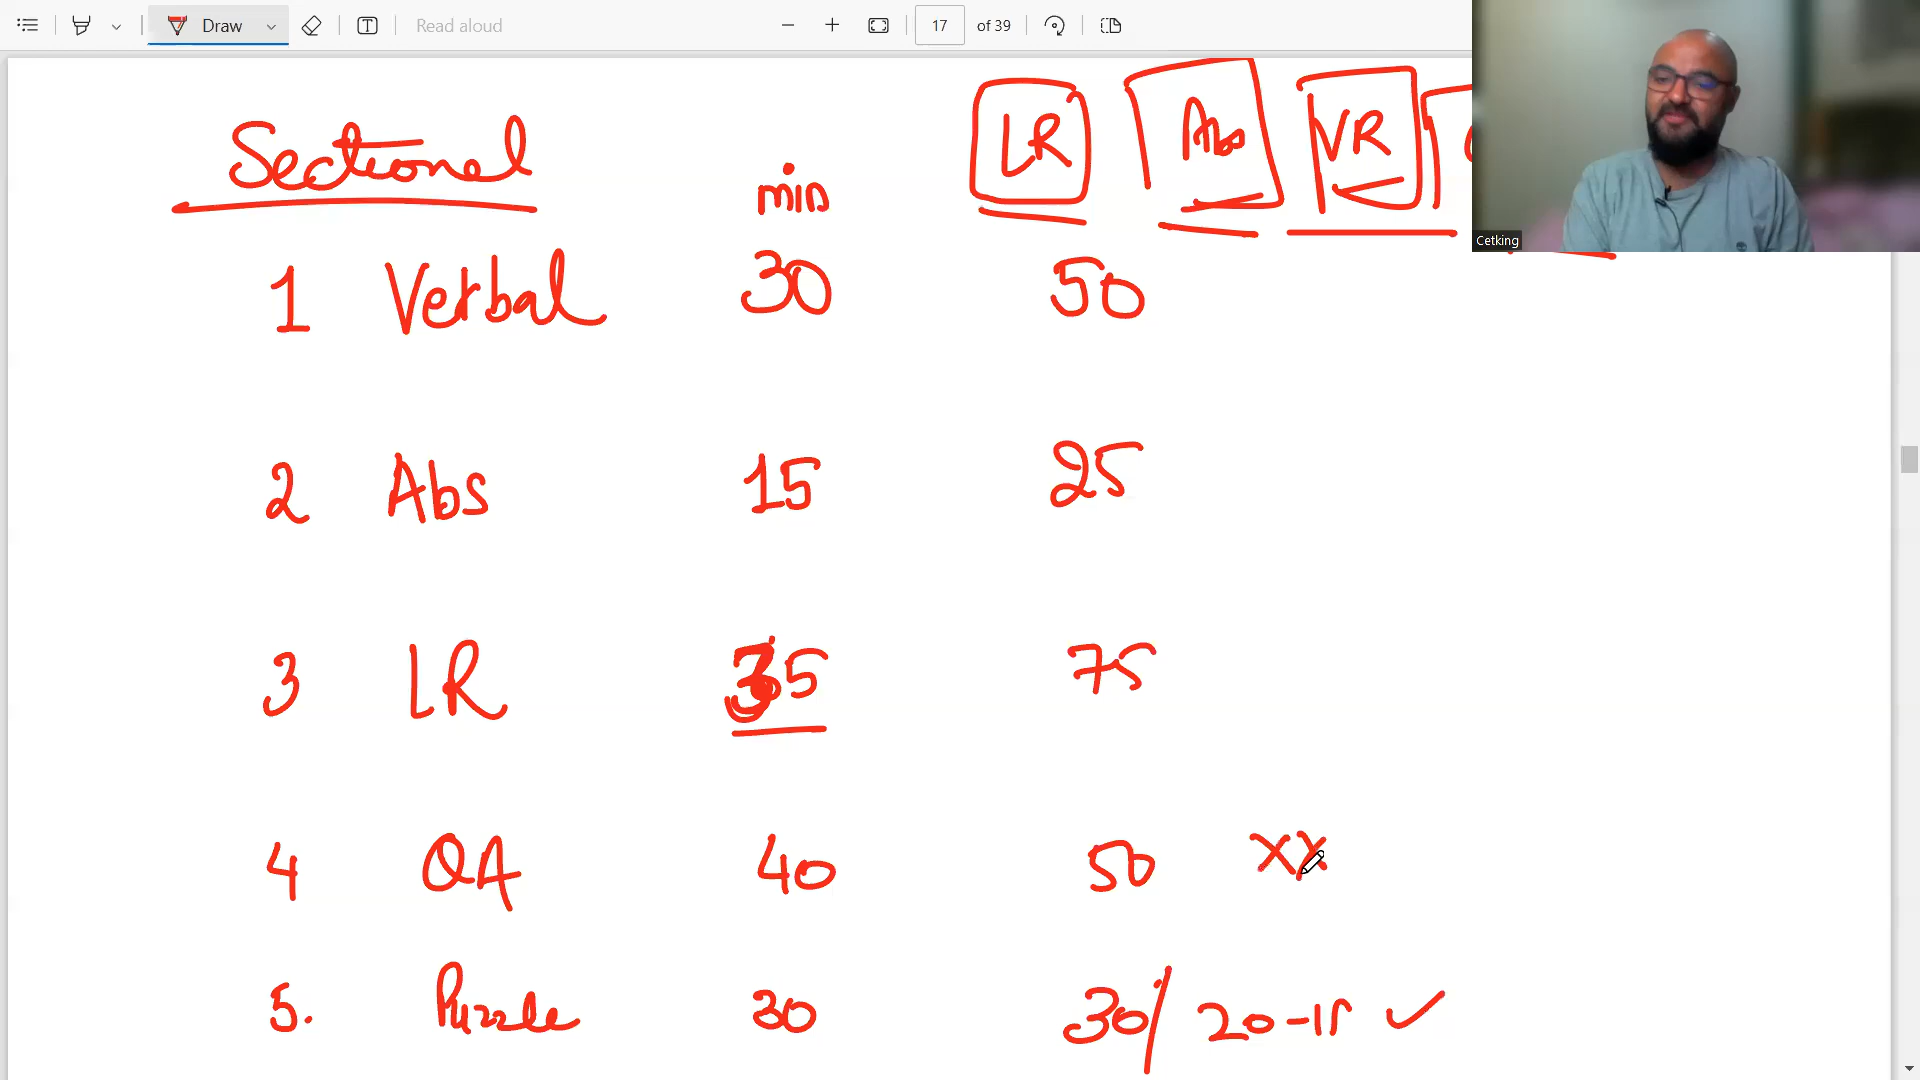 Draw
Read aloud
17 of 39
LR Abs VR
Cetking
Sectional
min
1 Verbal 30 50
2 Abs 15 25
3 LR 35 75
4 QA 40 50 XX
5. Puzzle 30 30/ 20-15 ✓